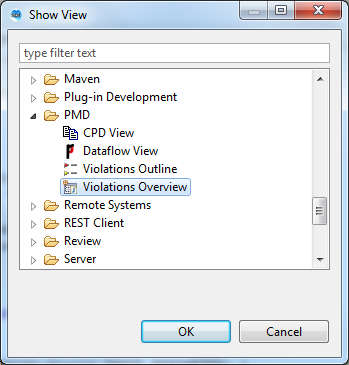 Show View
type filter text
Maven
Plug-in Development
PMD
CPD View
Dataflow View
Violations Outline
Violations Overview
Remote Systems
REST Client
Review
Server
OK
Cancel